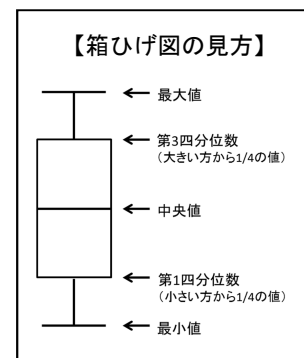 【箱ひげ図の見方】
最大値
第3四分位数
（大きい方から1/4の値）
中央値
第1四分位数
（小さい方から1/4の値）
最小値